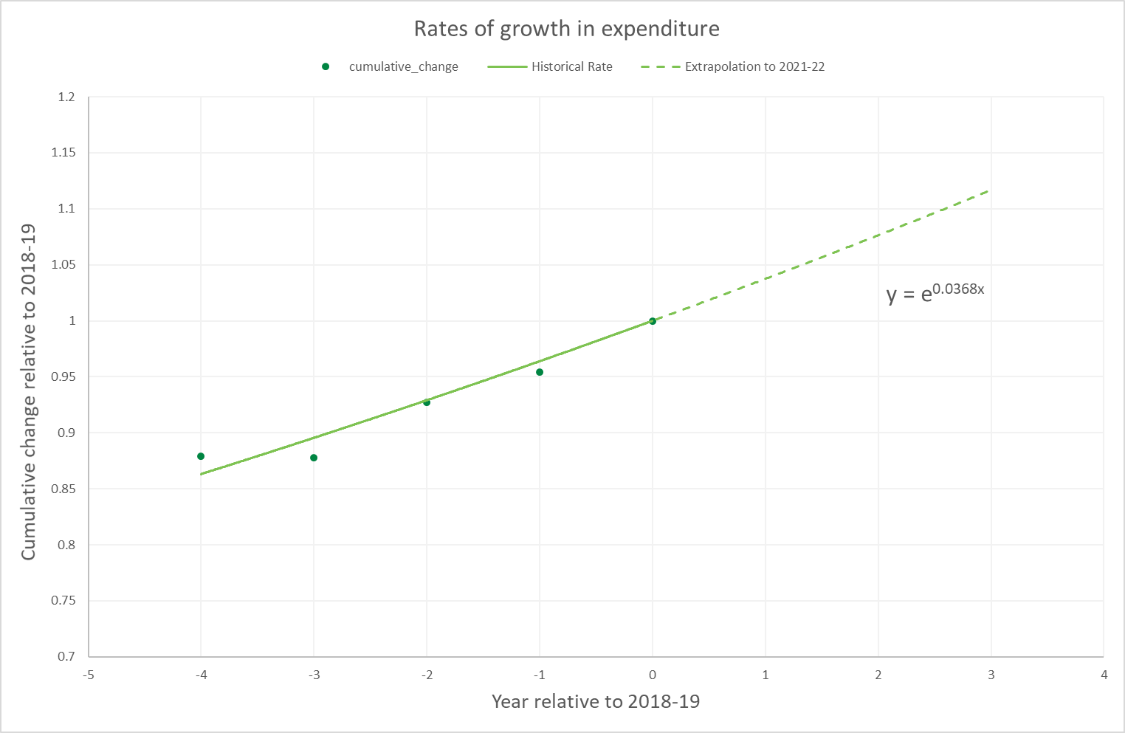 Rates of growth in expenditure
cumulative_change Historical Rate Extrapolation to 2021-22
Cumulative change relative to 2018-19
1.2
1.15
1.1
1.05
1
0.95
0.9
0.85
0.8
0.75
0.7
y = e^0.0368x
-5 -4 -3 -2 -1 0 1 2 3 4
Year relative to 2018-19